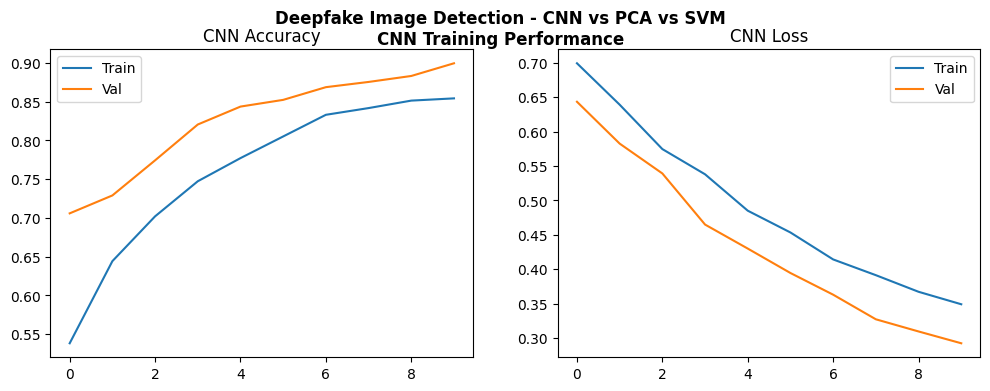 Deepfake Image Detection - CNN vs PCA vs SVM
CNN Training Performance
CNN Accuracy
Train
Val
0.90
0.85
0.80
0.75
0.70
0.65
0.60
0.55
0 2 4 6 8
CNN Loss
Train
Val
0.70
0.65
0.60
0.55
0.50
0.45
0.40
0.35
0.30
0 2 4 6 8